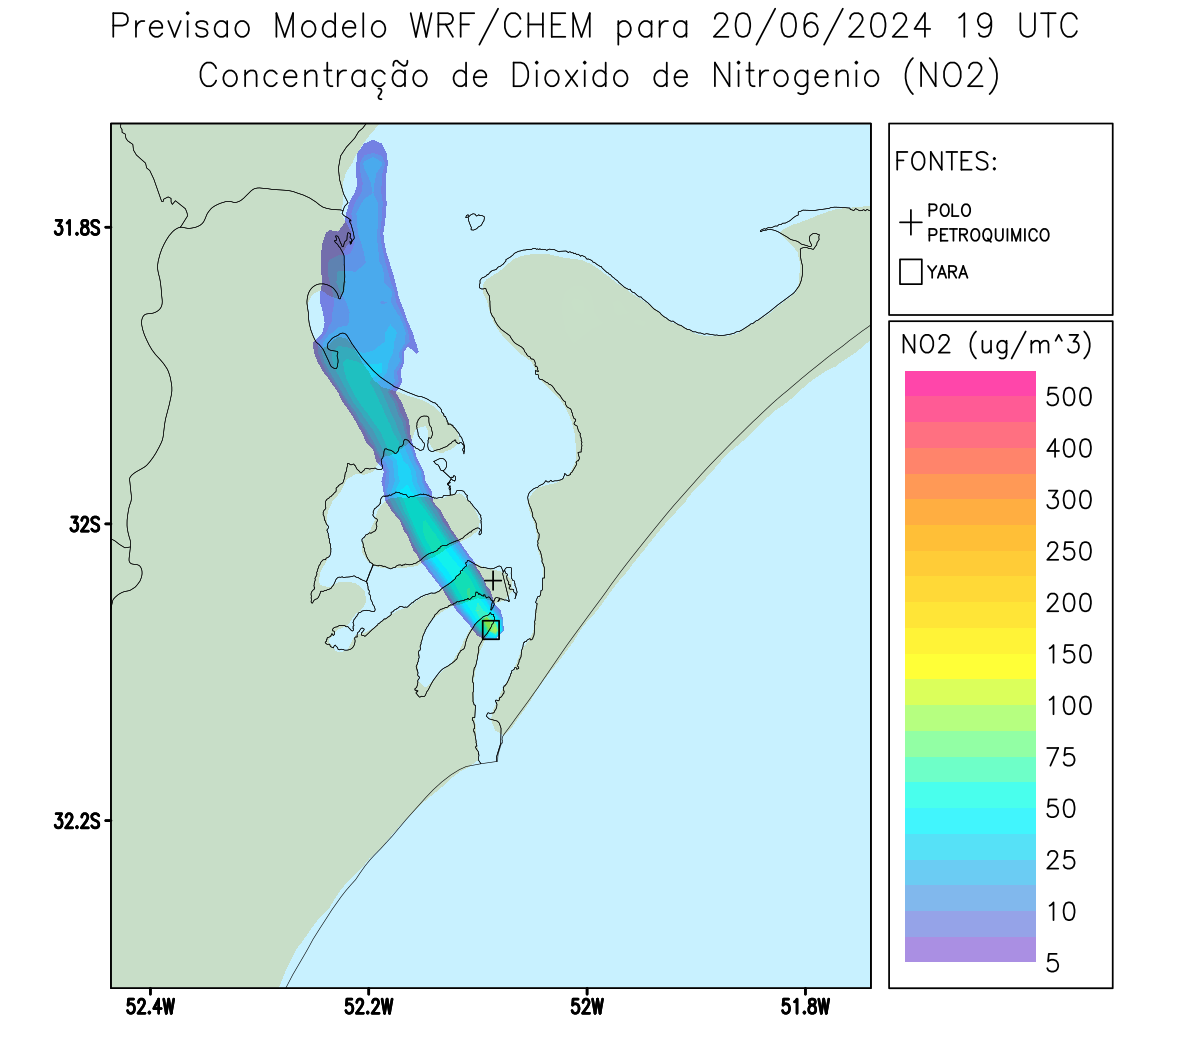 Previsao Modelo WRF/CHEM para 20/06/2024 19 UTC
Concentração de Dioxido de Nitrogenio (NO2)
FONTES:
POLO
PETROQUIMICO
YARA
NO2 (ug/m^3)
500
400
300
250
200
150
100
75
50
25
10
5
31.8S
32S
32.2S
52.4W
52.2W
52W
51.8W